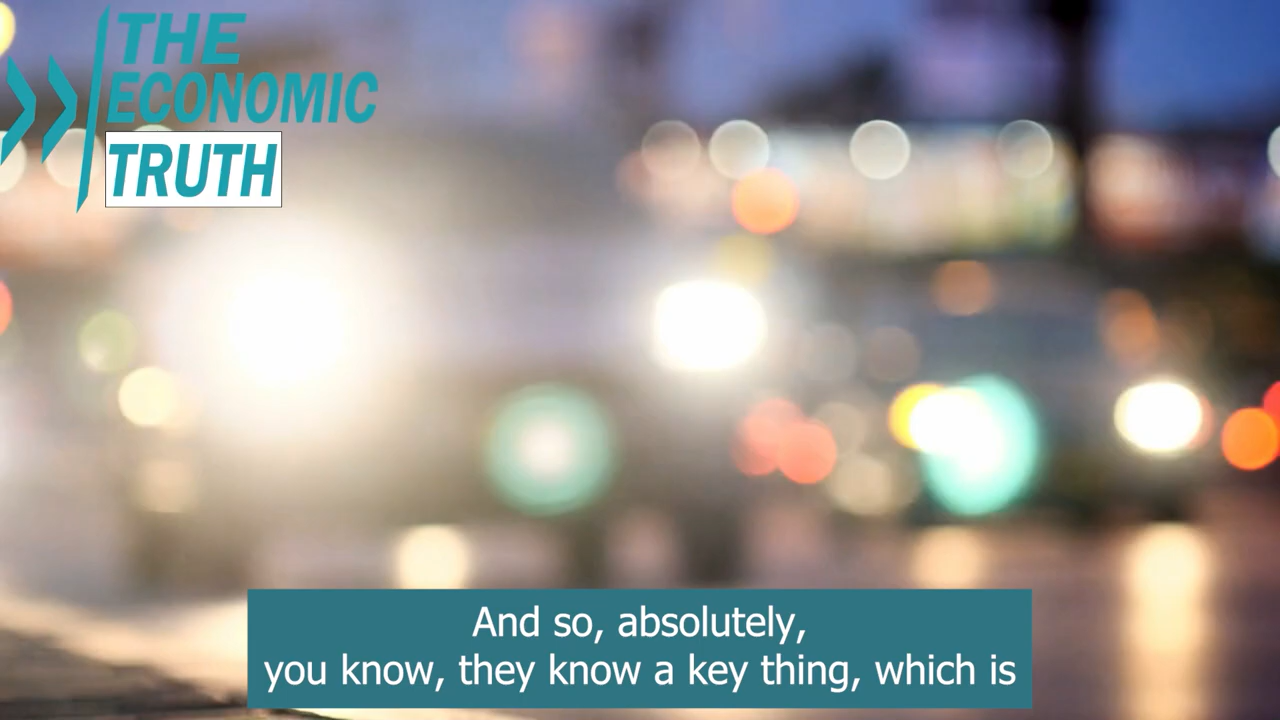 THE
ECONOMIC
TRUTH
And so, absolutely,
you know, they know a key thing, which is